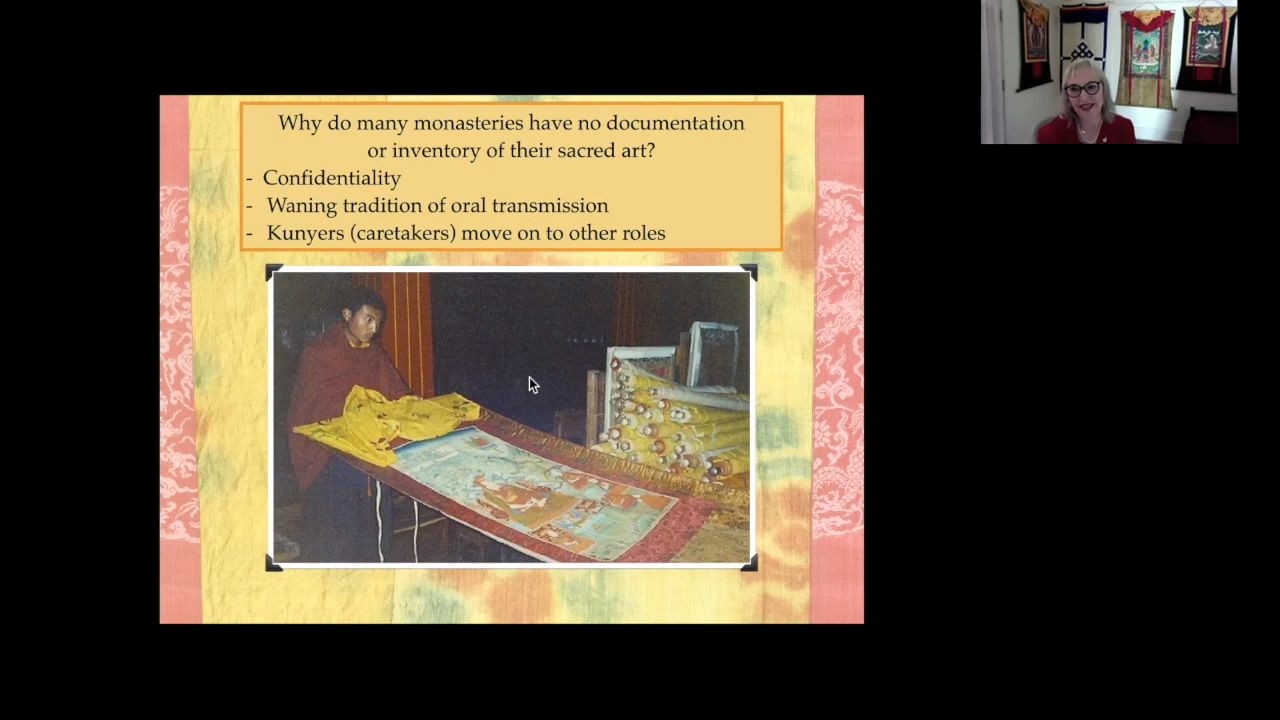 Why do many monasteries have no documentation
or inventory of their sacred art?
- Confidentiality
- Waning tradition of oral transmission
- Kunyers (caretakers) move on to other roles